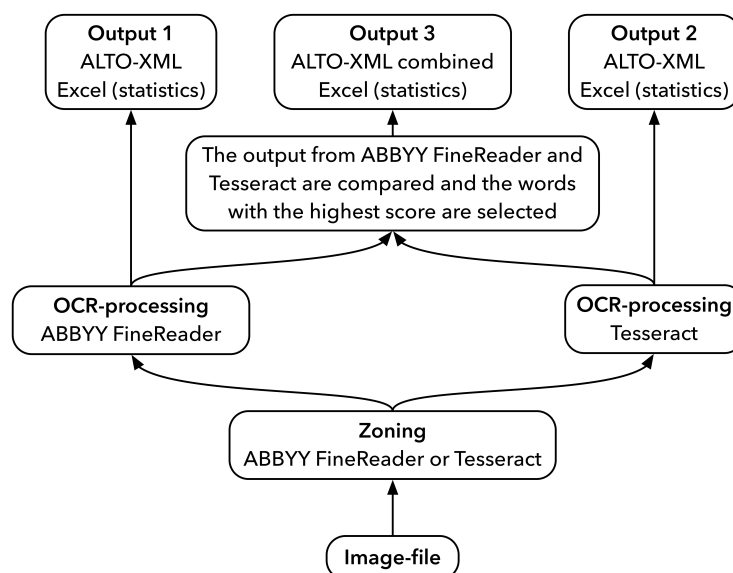 Output 1
ALTO-XML
Excel (statistics)
Output 3
ALTO-XML combined
Excel (statistics)
Output 2
ALTO-XML
Excel (statistics)
The output from ABBYY FineReader and
Tesseract are compared and the words
with the highest score are selected
OCR-processing
ABBYY FineReader
OCR-processing
Tesseract
Zoning
ABBYY FineReader or Tesseract
Image-file